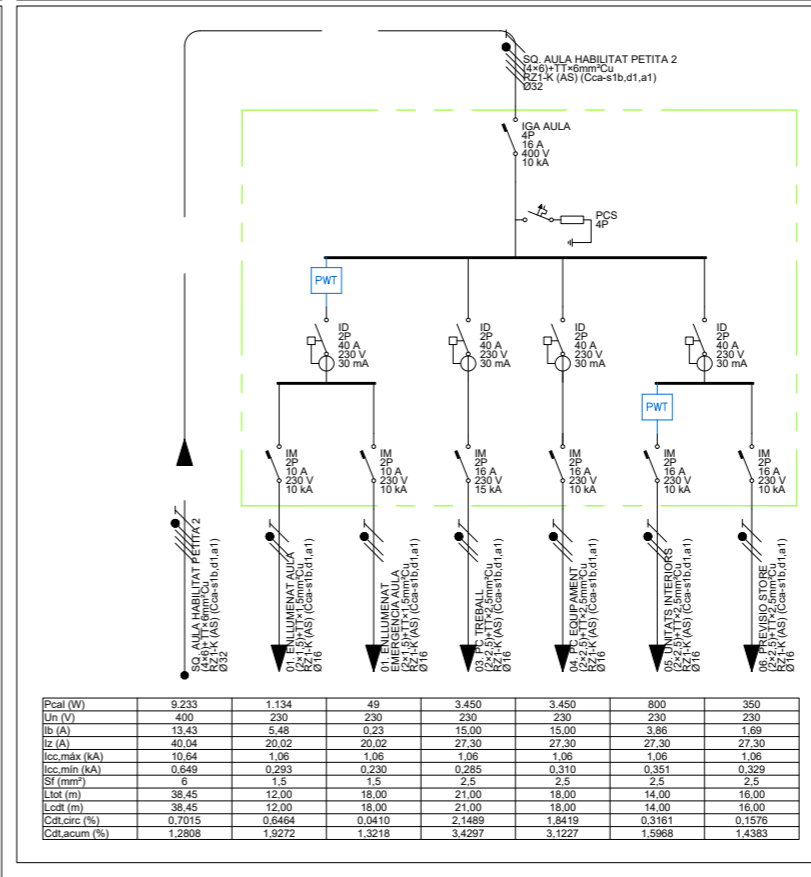 SQ. AULA HABILITAT PETITA 2
(4×6)+TT×6mm²Cu
RZ1-K (AS) (Cca-s1b,d1,a1)
Ø32
IGA AULA
4P
16 A
400 V
10 kA
PCS
4P
PWT
ID
2P
40 A
230 V
30 mA
ID
2P
40 A
230 V
30 mA
ID
2P
40 A
230 V
30 mA
ID
2P
40 A
230 V
30 mA
PWT
IM
2P
10 A
230 V
10 kA
IM
2P
10 A
230 V
10 kA
IM
2P
16 A
230 V
15 kA
IM
2P
16 A
230 V
10 kA
IM
2P
16 A
230 V
10 kA
IM
2P
16 A
230 V
10 kA
SQ. AULA HABILITAT PETITA 2
(4×6)+TT×6mm²Cu
RZ1-K (AS) (Cca-s1b,d1,a1)
Ø32
01. ENLLUMENAT AULA
(2×1,5)+TT×1,5mm²Cu
RZ1-K (AS) (Cca-s1b,d1,a1)
Ø16
01. ENLLUMENAT
EMERGENCIA AULA
(2×1,5)+TT×1,5mm²Cu
RZ1-K (AS) (Cca-s1b,d1,a1)
Ø16
03. PC TREBALL
(2×2,5)+TT×2,5mm²Cu
RZ1-K (AS) (Cca-s1b,d1,a1)
Ø16
04. PC EQUIPAMENT
(2×2,5)+TT×2,5mm²Cu
RZ1-K (AS) (Cca-s1b,d1,a1)
Ø16
05. UNITATS INTERIORS
(2×2,5)+TT×2,5mm²Cu
RZ1-K (AS) (Cca-s1b,d1,a1)
Ø16
06. PREVISIO STORE
(2×2,5)+TT×2,5mm²Cu
RZ1-K (AS) (Cca-s1b,d1,a1)
Ø16
Pcal (W) 9.233 1.134 49 3.450 3.450 800 350
Un (V) 400 230 230 230 230 230 230
Ib (A) 13,43 5,48 0,23 15,00 15,00 3,86 1,69
Iz (A) 40,04 20,02 20,02 27,30 27,30 27,30 27,30
Icc,máx (kA) 10,64 1,06 1,06 1,06 1,06 1,06 1,06
Icc,mín (kA) 0,649 0,293 0,230 0,285 0,310 0,351 0,329
Sf (mm²) 6 1,5 1,5 2,5 2,5 2,5 2,5
Ltot (m) 38,45 12,00 18,00 21,00 18,00 14,00 16,00
Lcdt (m) 38,45 12,00 18,00 21,00 18,00 14,00 16,00
Cdt,circ (%) 0,7015 0,6464 0,0410 2,1489 1,8419 0,3161 0,1576
Cdt,acum (%) 1,2808 1,9272 1,3218 3,4297 3,1227 1,5968 1,4383